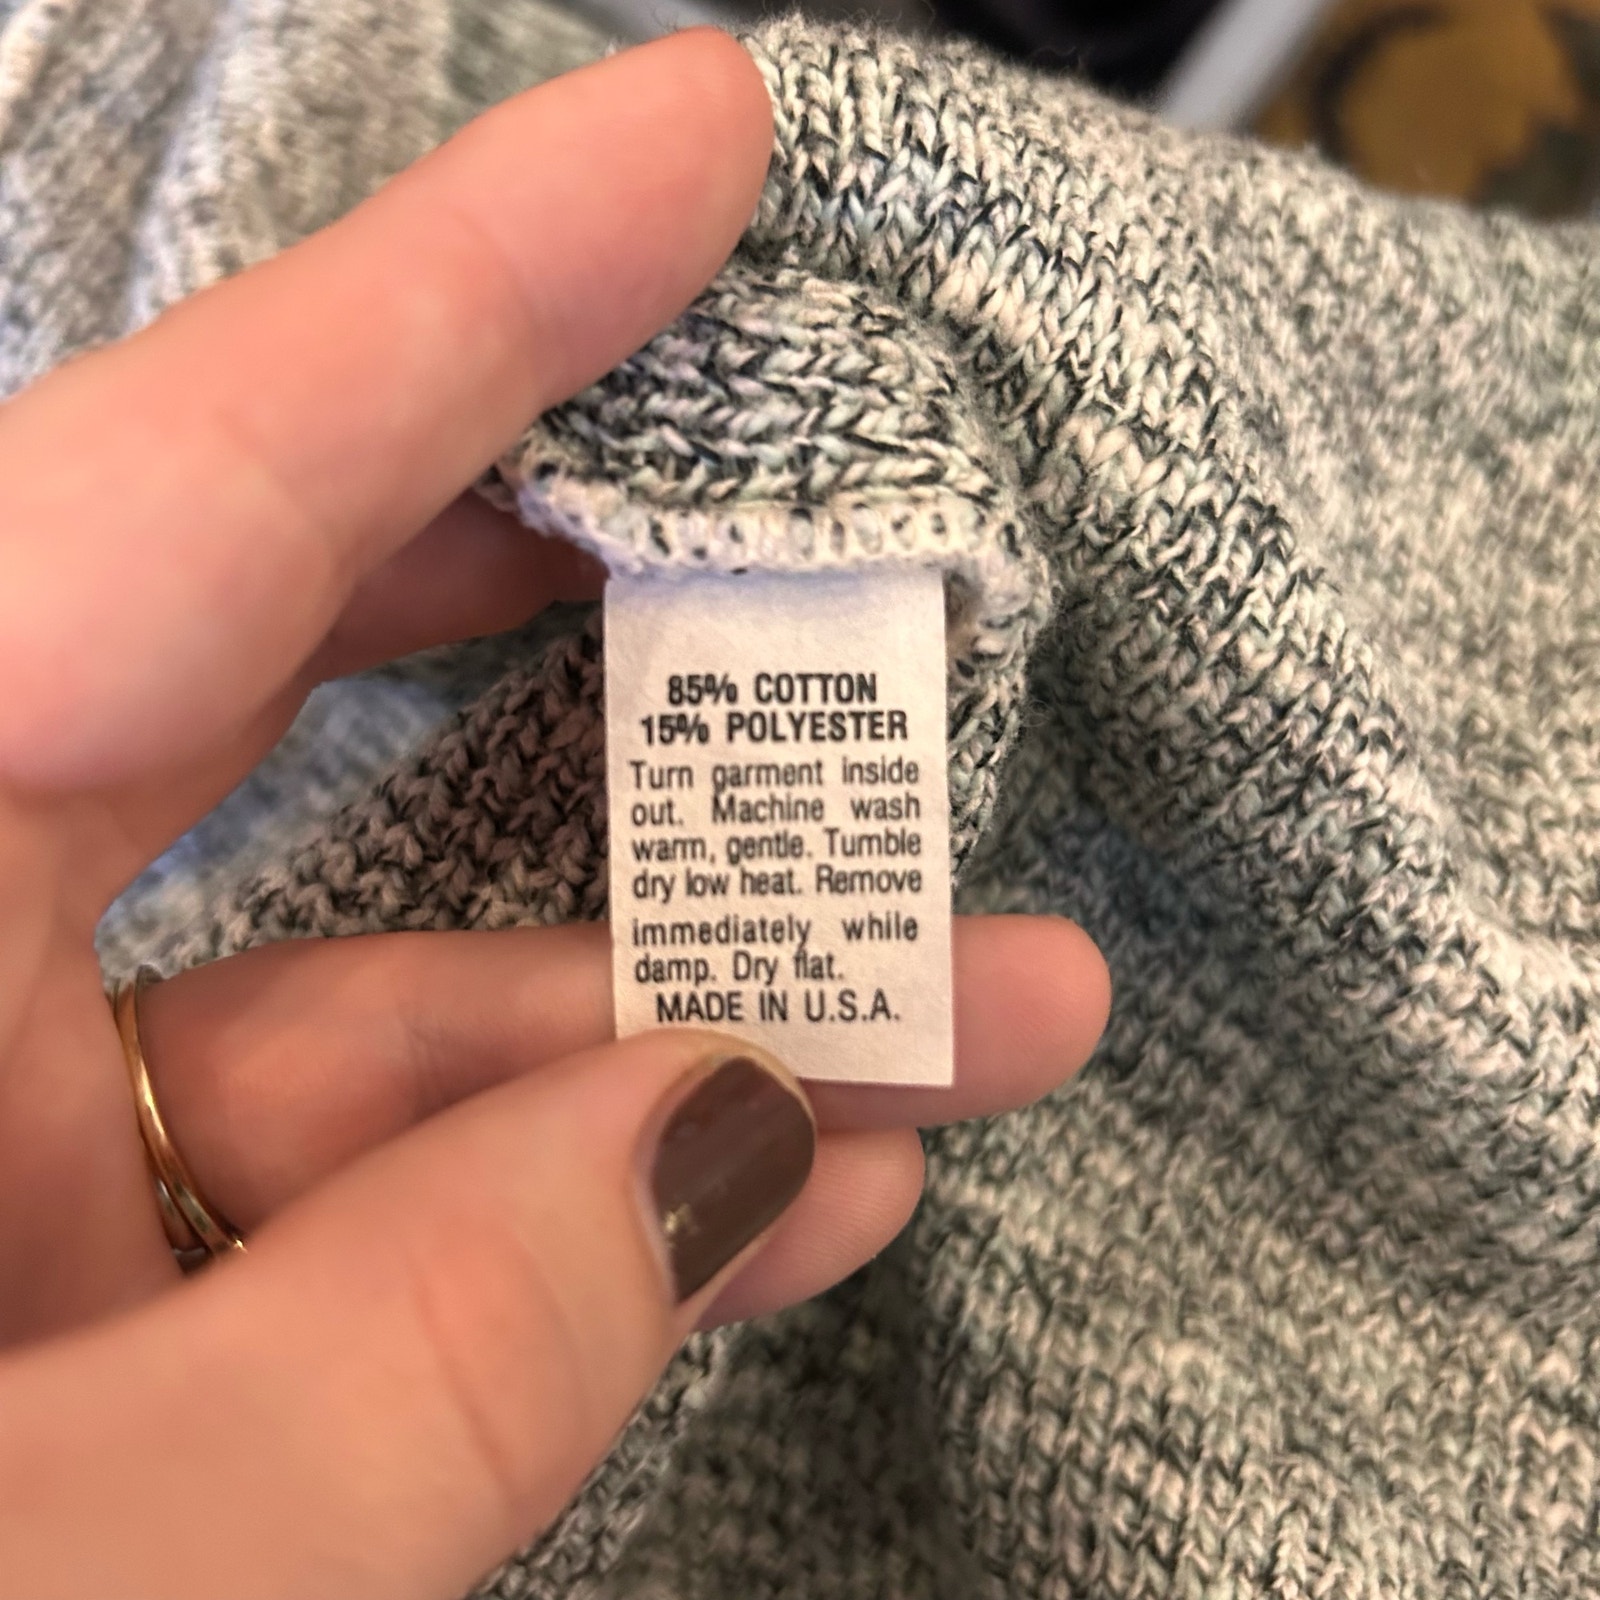 85% COTTON
15% POLYESTER
Turn garment inside
out. Machine wash
warm, gentle. Tumble
dry low heat. Remove
immediately while
damp. Dry flat.
MADE IN U.S.A.